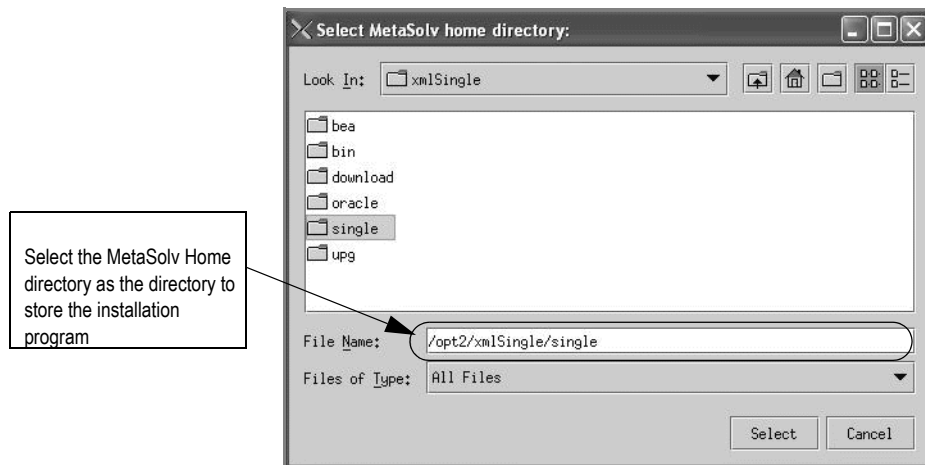 Select MetaSolv home directory:
Look In: xmlSingle
bea
bin
download
oracle
single
upg
Select the MetaSolv Home
directory as the directory to
store the installation
program
File Name: /opt2/xmlSingle/single
Files of Type: All Files
Select Cancel